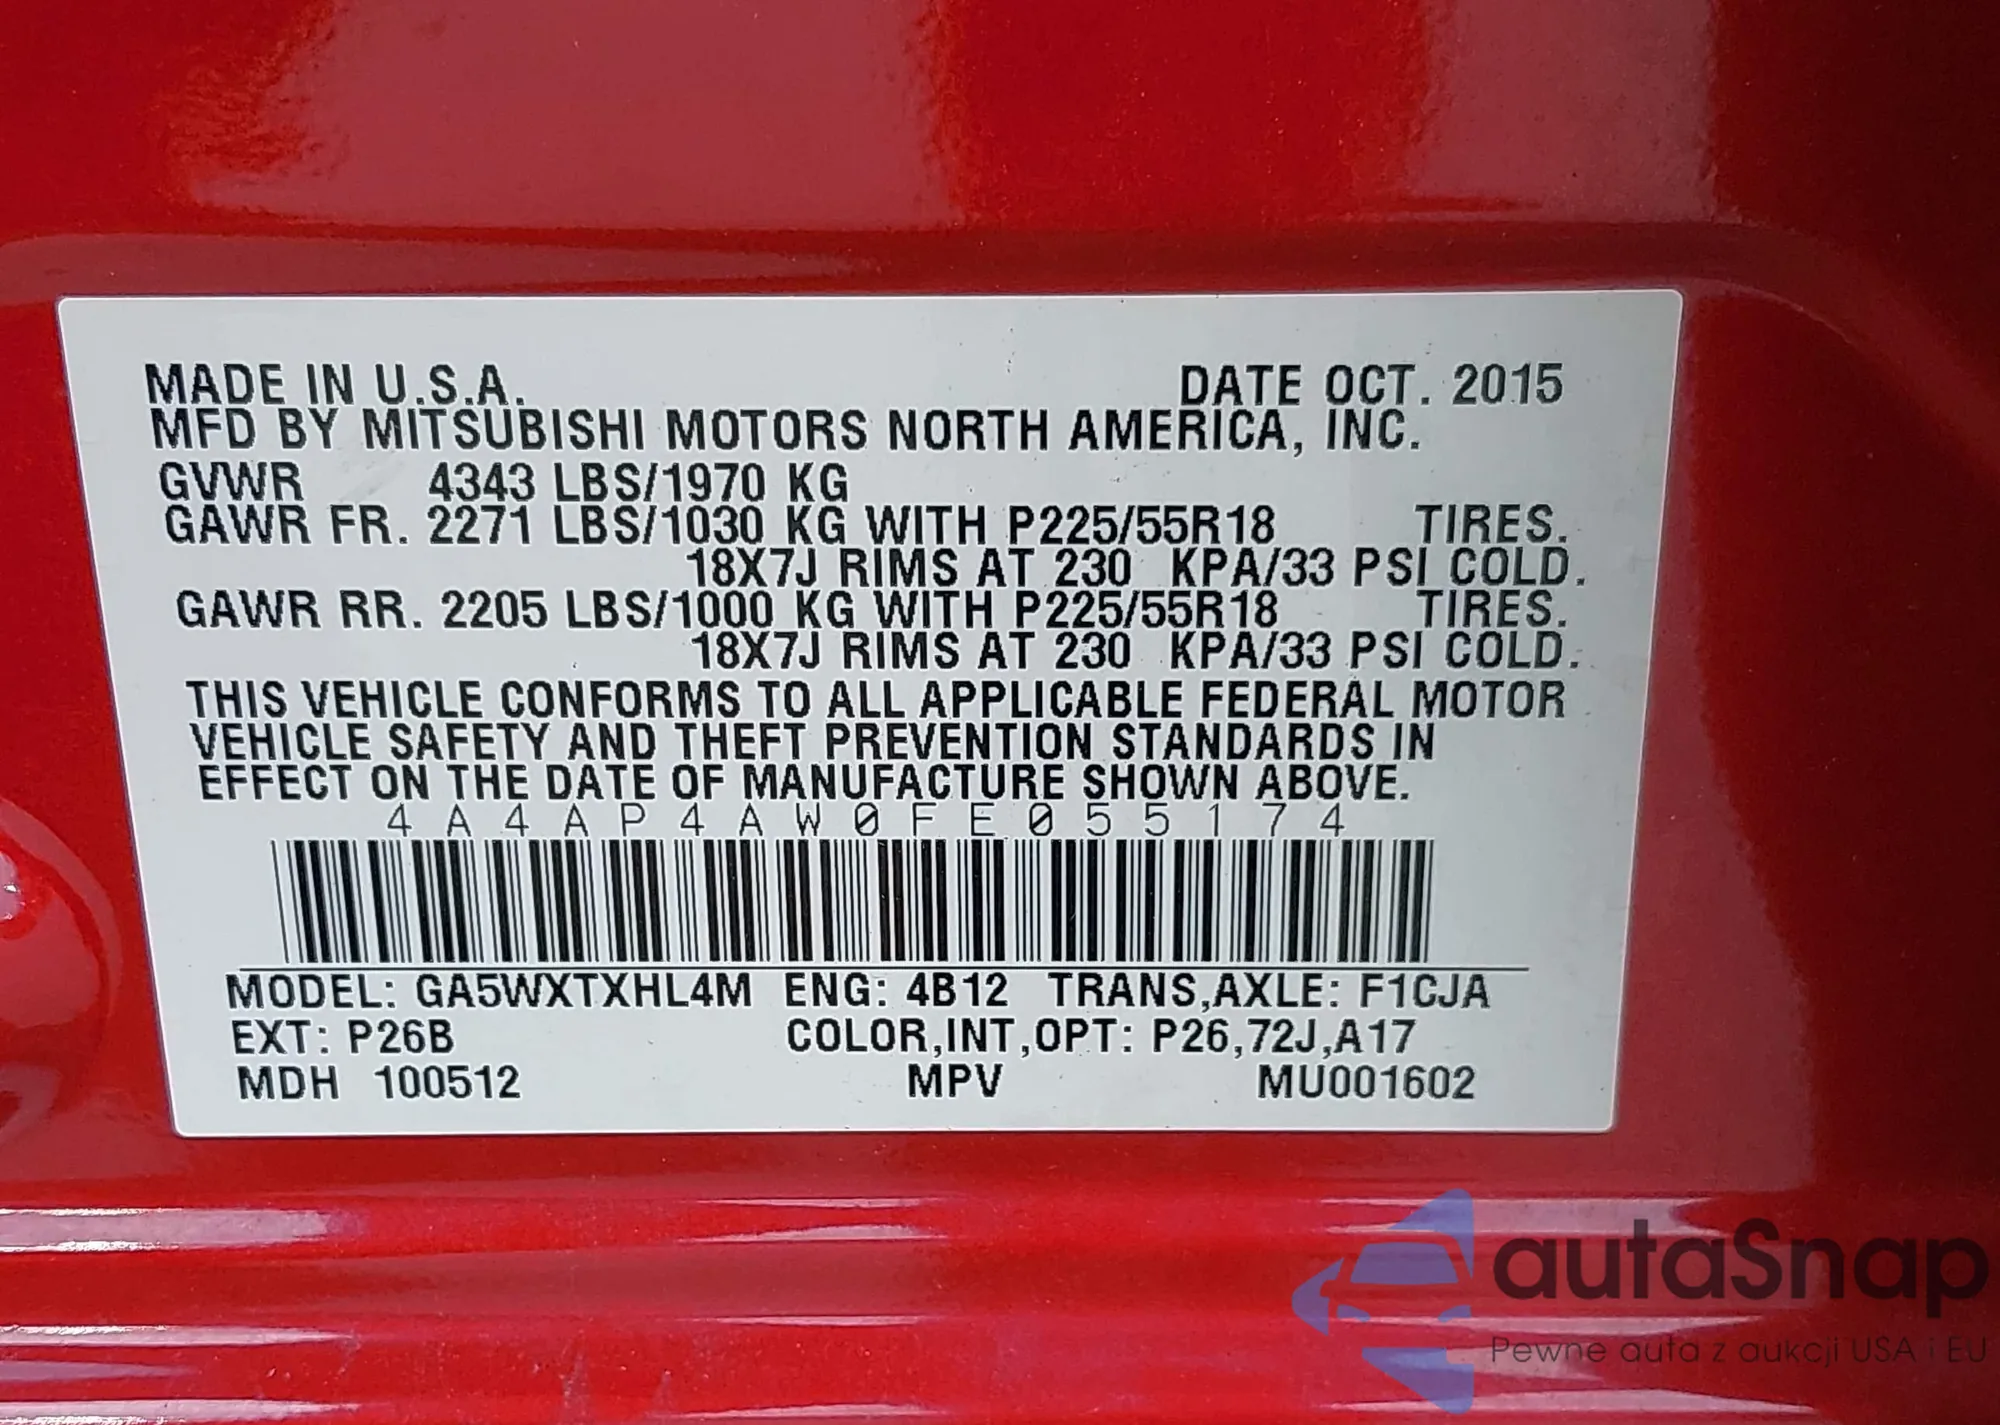 MADE IN U.S.A. DATE OCT. 2015
MFD BY MITSUBISHI MOTORS NORTH AMERICA, INC.
GVWR 4343 LBS/1970 KG
GAWR FR. 2271 LBS/1030 KG WITH P225/55R18 TIRES.
18X7J RIMS AT 230 KPA/33 PSI COLD.
GAWR RR. 2205 LBS/1000 KG WITH P225/55R18 TIRES.
18X7J RIMS AT 230 KPA/33 PSI COLD.
THIS VEHICLE CONFORMS TO ALL APPLICABLE FEDERAL MOTOR
VEHICLE SAFETY AND THEFT PREVENTION STANDARDS IN
EFFECT ON THE DATE OF MANUFACTURE SHOWN ABOVE.
4A4AP4AW0FE055174
MODEL: GA5WXTXHL4M ENG: 4B12 TRANS,AXLE: F1CJA
EXT: P26B COLOR,INT,OPT: P26,72J,A17
MDH 100512 MPV MU001602
autaSnap
Pewne auta z aukcji USA i EU